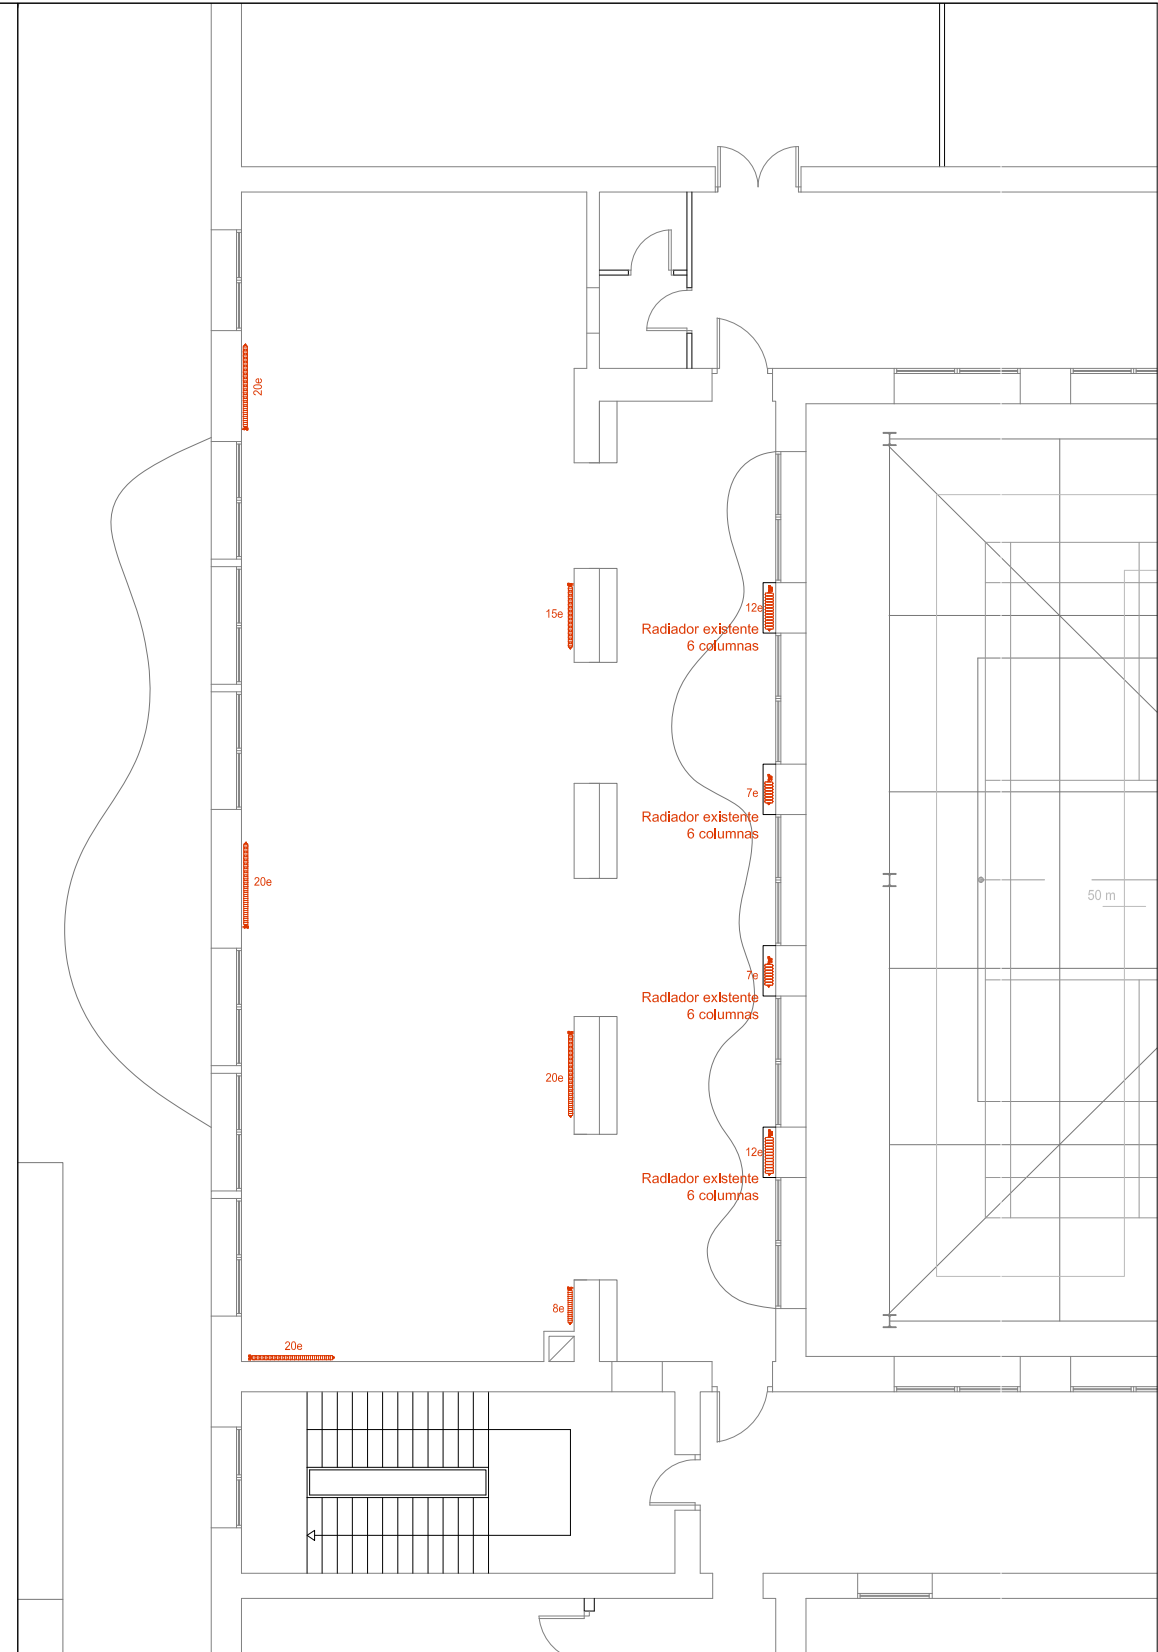 20e
15e
12e
Radiador existente
6 columnas
7e
Radiador existente
6 columnas
20e
50 m
7e
Radiador existente
6 columnas
20e
12e
Radiador existente
6 columnas
8e
20e